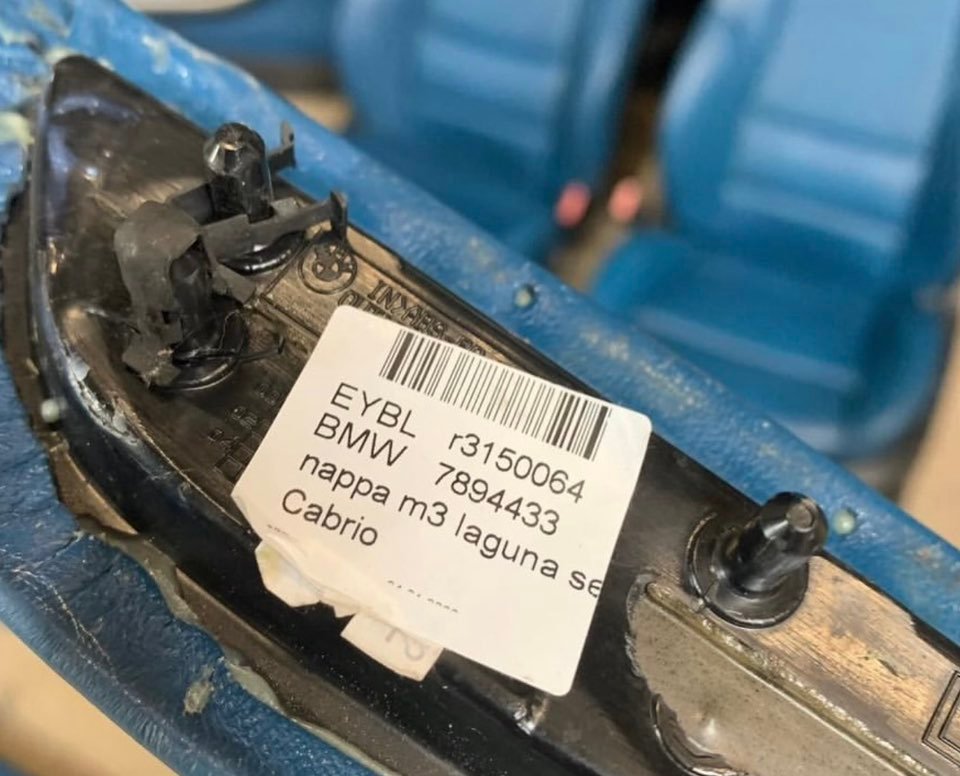 EYBL r3150064
BMW 7894433
nappa m3 laguna se
Cabrio